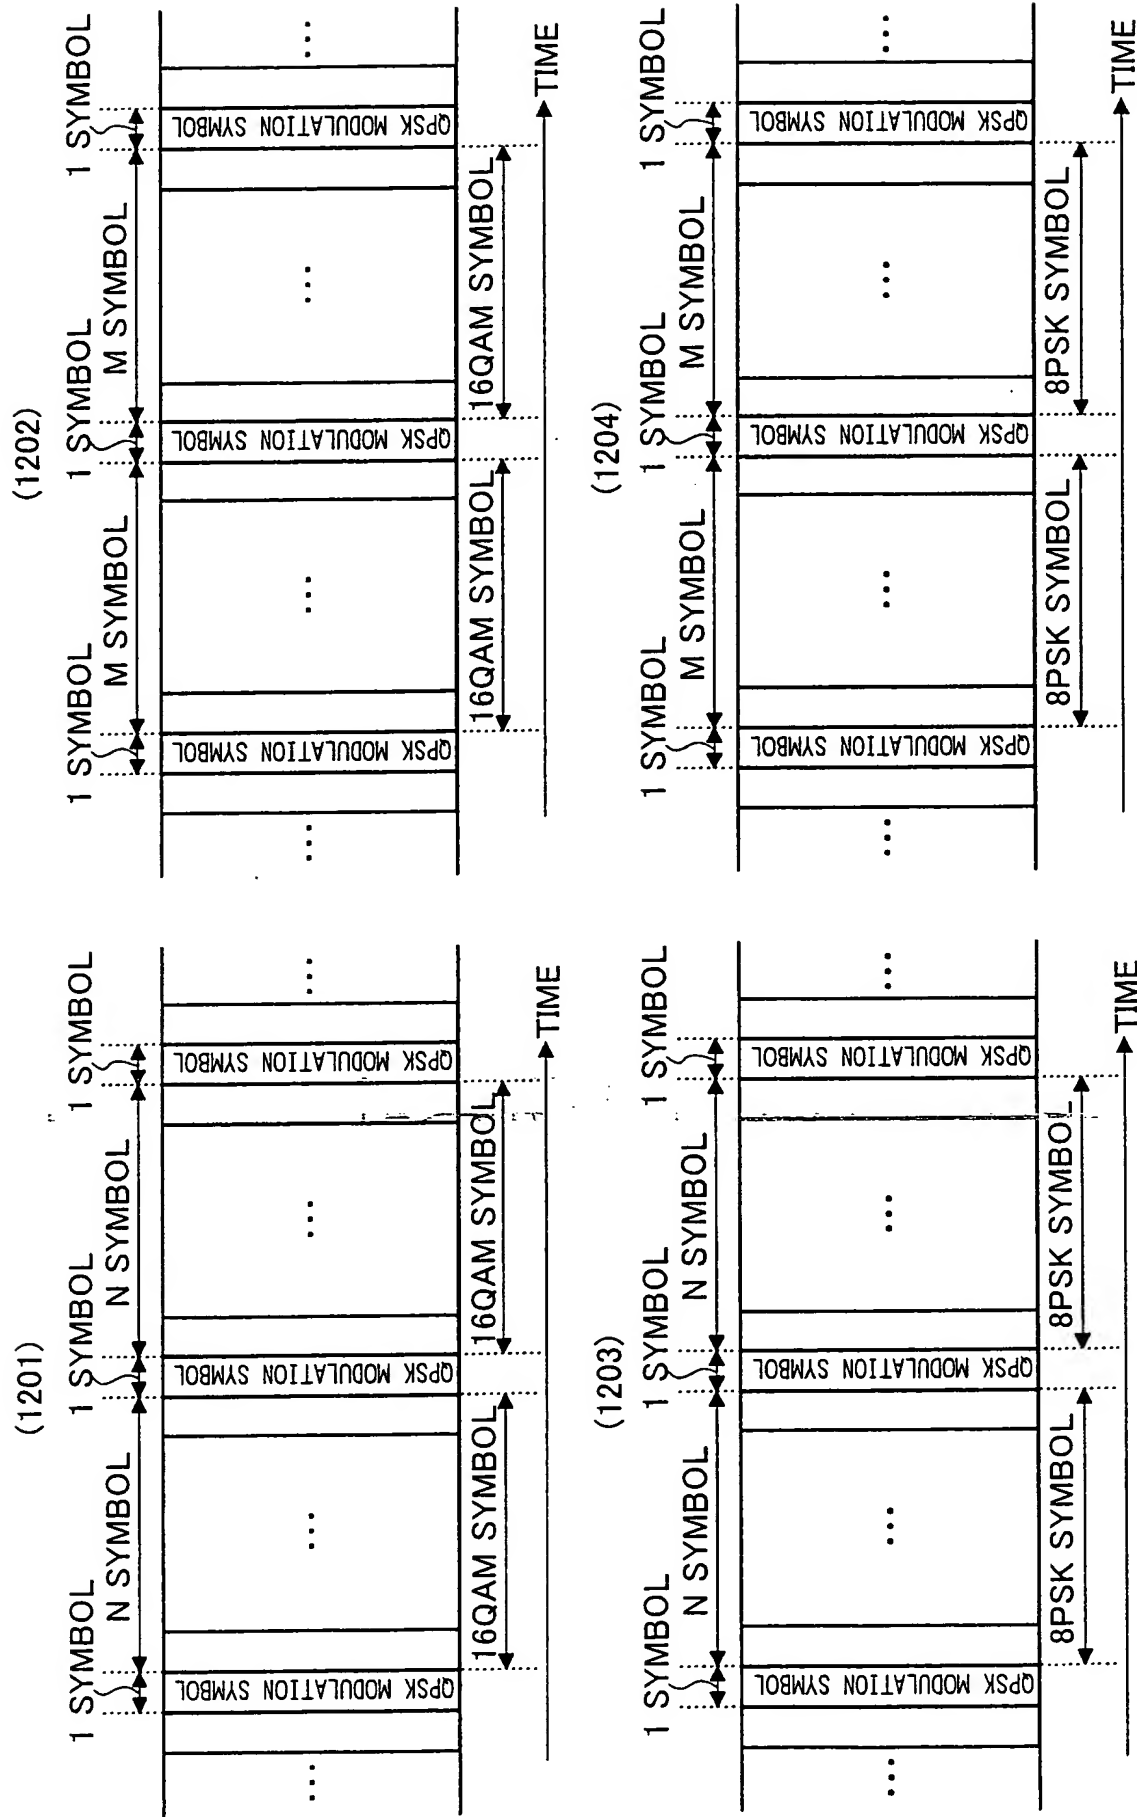 (1201)
1 SYMBOL
N SYMBOL
1 SYMBOL
N SYMBOL
1 SYMBOL
QPSK MODULATION SYMBOL
QPSK MODULATION SYMBOL
QPSK MODULATION SYMBOL
16QAM SYMBOL
16QAM SYMBOL
TIME
(1202)
1 SYMBOL
M SYMBOL
1 SYMBOL
M SYMBOL
1 SYMBOL
QPSK MODULATION SYMBOL
QPSK MODULATION SYMBOL
QPSK MODULATION SYMBOL
16QAM SYMBOL
16QAM SYMBOL
TIME
(1203)
1 SYMBOL
N SYMBOL
1 SYMBOL
N SYMBOL
1 SYMBOL
QPSK MODULATION SYMBOL
QPSK MODULATION SYMBOL
QPSK MODULATION SYMBOL
8PSK SYMBOL
8PSK SYMBOL
TIME
(1204)
1 SYMBOL
M SYMBOL
1 SYMBOL
M SYMBOL
1 SYMBOL
QPSK MODULATION SYMBOL
QPSK MODULATION SYMBOL
QPSK MODULATION SYMBOL
8PSK SYMBOL
8PSK SYMBOL
TIME